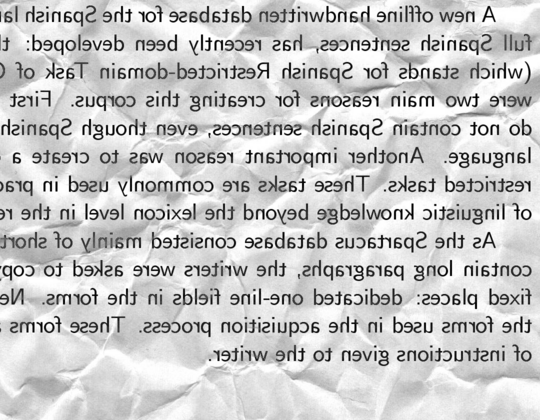 A new offline handwritten database for the Spanish
full Spanish sentences, has recently been developed:
(which stands for Spanish Restricted-domain Task of
were two main reasons for creating this corpus. First
do not contain Spanish sentences, even though Spanish
language. Another important reason was to create a
restricted tasks. These tasks are commonly used in
of linguistic knowledge beyond the lexicon level in the
As the Spartacus database consisted mainly of
contain long paragraphs, the writers were asked to
fixed places: dedicated one-line fields in the forms.
the forms used in the acquisition process. These forms
of instructions given to the writer.